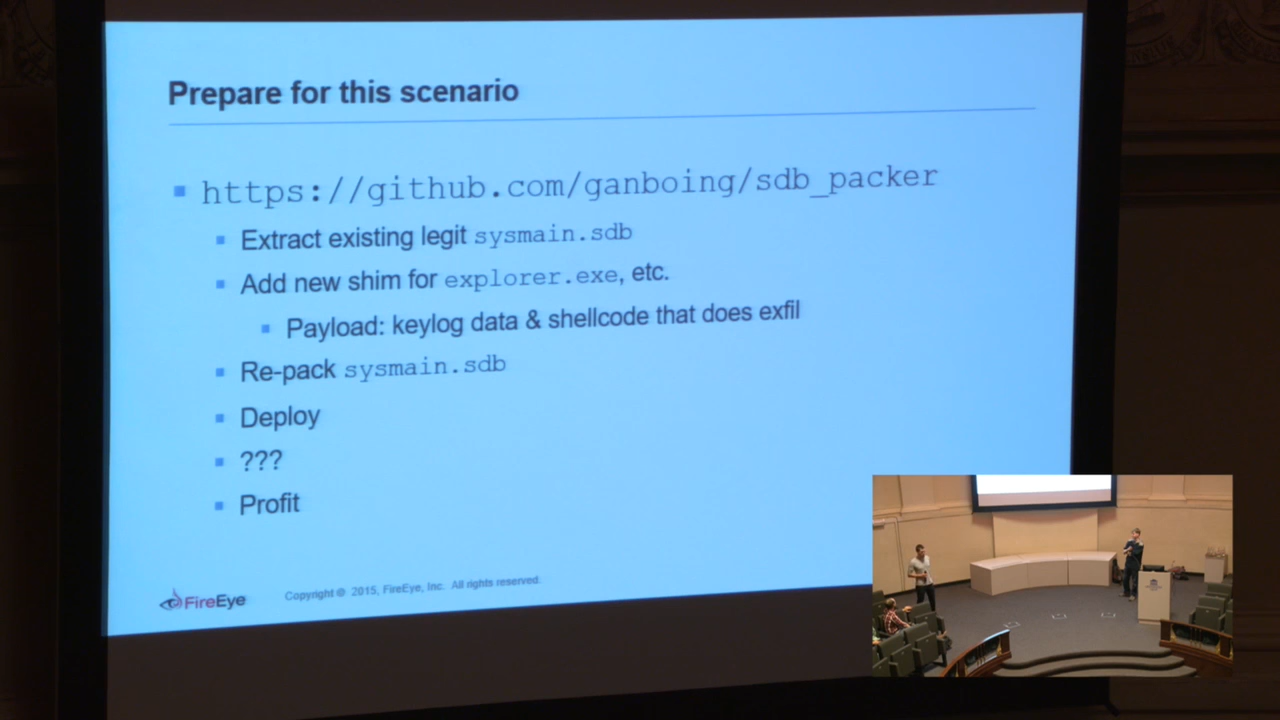 Prepare for this scenario
https://github.com/ganboing/sdb_packer
Extract existing legit sysmain.sdb
Add new shim for explorer.exe, etc.
Payload: keylog data & shellcode that does exfil
Re-pack sysmain.sdb
Deploy
???
Profit
FireEye
Copyright © 2015, FireEye, Inc. All rights reserved.